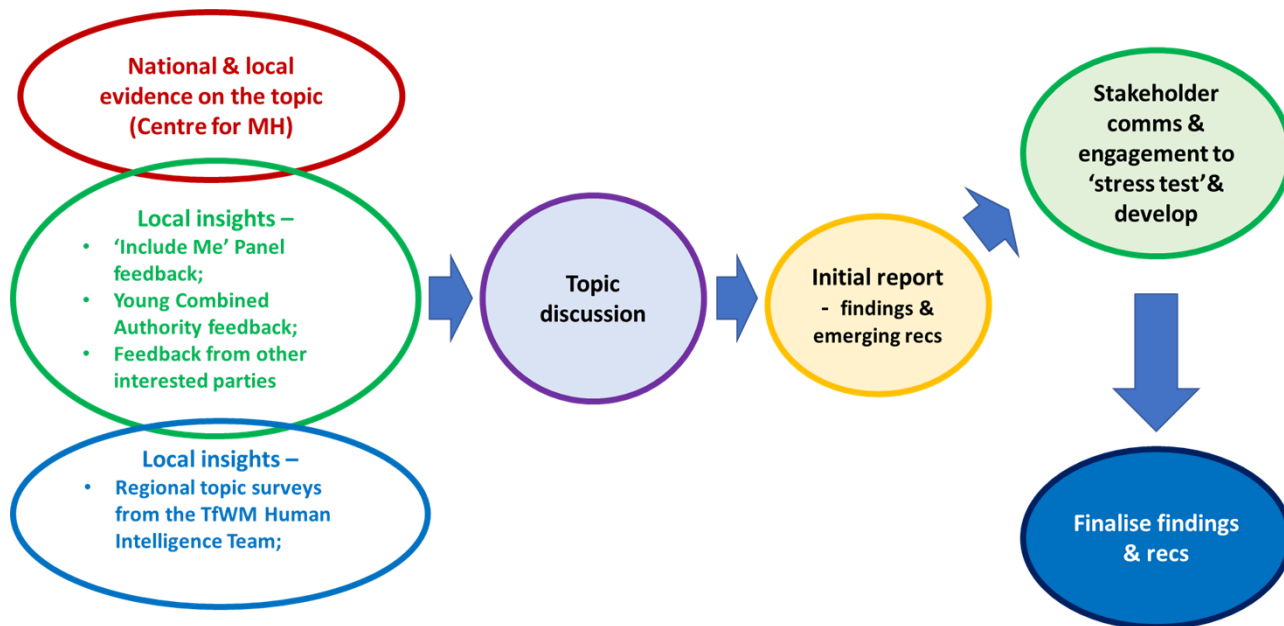 National & local
evidence on the topic
(Centre for MH)
Local insights –
• ‘Include Me’ Panel
feedback;
• Young Combined
Authority feedback;
• Feedback from other
interested parties
Local insights –
• Regional topic surveys
from the TfWM Human
Intelligence Team;
Topic
discussion
Initial report
- findings &
emerging recs
Stakeholder
comms &
engagement to
‘stress test’ &
develop
Finalise findings
& recs